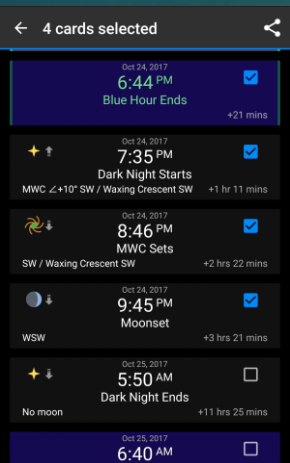 4 cards selected
Oct 24, 2017
6:44 PM
Blue Hour Ends
+21 mins
Oct 24, 2017
7:35 PM
Dark Night Starts
MWC ∠+10° SW / Waxing Crescent SW +1 hr 11 mins
Oct 24, 2017
8:46 PM
MWC Sets
SW / Waxing Crescent SW +2 hrs 22 mins
Oct 24, 2017
9:45 PM
Moonset
WSW +3 hrs 21 mins
Oct 25, 2017
5:50 AM
Dark Night Ends
No moon +11 hrs 25 mins
Oct 25, 2017
6:40 AM